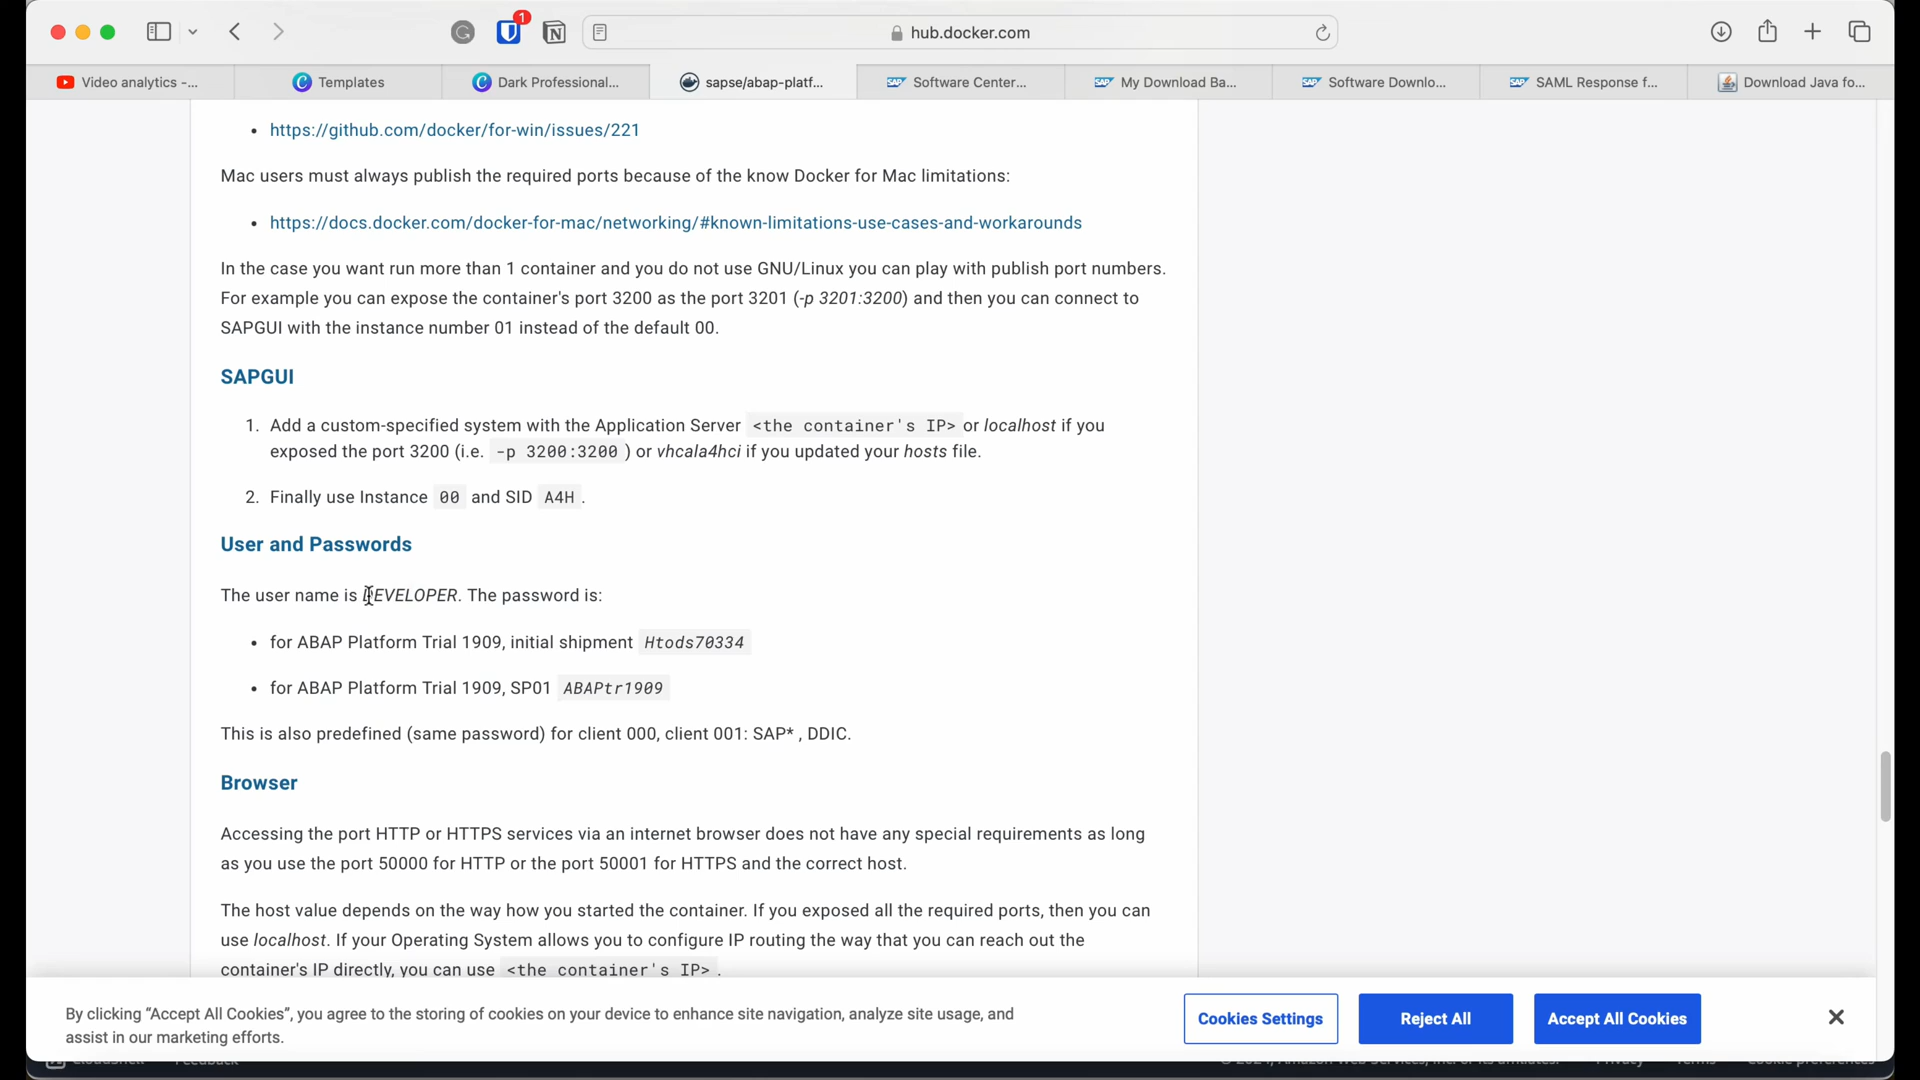 1
hub.docker.com
Video analytics -...
Templates
Dark Professional...
sapse/abap-platf...
SAP Software Center...
SAP My Download Ba...
SAP Software Downlo...
SAP SAML Response f...
Download Java fo...
• https://github.com/docker/for-win/issues/221
Mac users must always publish the required ports because of the know Docker for Mac limitations:
• https://docs.docker.com/docker-for-mac/networking/#known-limitations-use-cases-and-workarounds
In the case you want run more than 1 container and you do not use GNU/Linux you can play with publish port numbers.
For example you can expose the container's port 3200 as the port 3201 (-p 3201:3200) and then you can connect to
SAPGUI with the instance number 01 instead of the default 00.
SAPGUI
1. Add a custom-specified system with the Application Server <the container's IP> or localhost if you
exposed the port 3200 (i.e. -p 3200:3200 ) or vhcala4hci if you updated your hosts file.
2. Finally use Instance 00 and SID A4H .
User and Passwords
The user name is DEVELOPER. The password is:
• for ABAP Platform Trial 1909, initial shipment Htods70334
• for ABAP Platform Trial 1909, SP01 ABAPtr1909
This is also predefined (same password) for client 000, client 001: SAP* , DDIC.
Browser
Accessing the port HTTP or HTTPS services via an internet browser does not have any special requirements as long
as you use the port 50000 for HTTP or the port 50001 for HTTPS and the correct host.
The host value depends on the way how you started the container. If you exposed all the required ports, then you can
use localhost. If your Operating System allows you to configure IP routing the way that you can reach out the
container's IP directly, you can use <the container's IP> .
By clicking “Accept All Cookies”, you agree to the storing of cookies on your device to enhance site navigation, analyze site usage, and
assist in our marketing efforts.
Cookies Settings
Reject All
Accept All Cookies